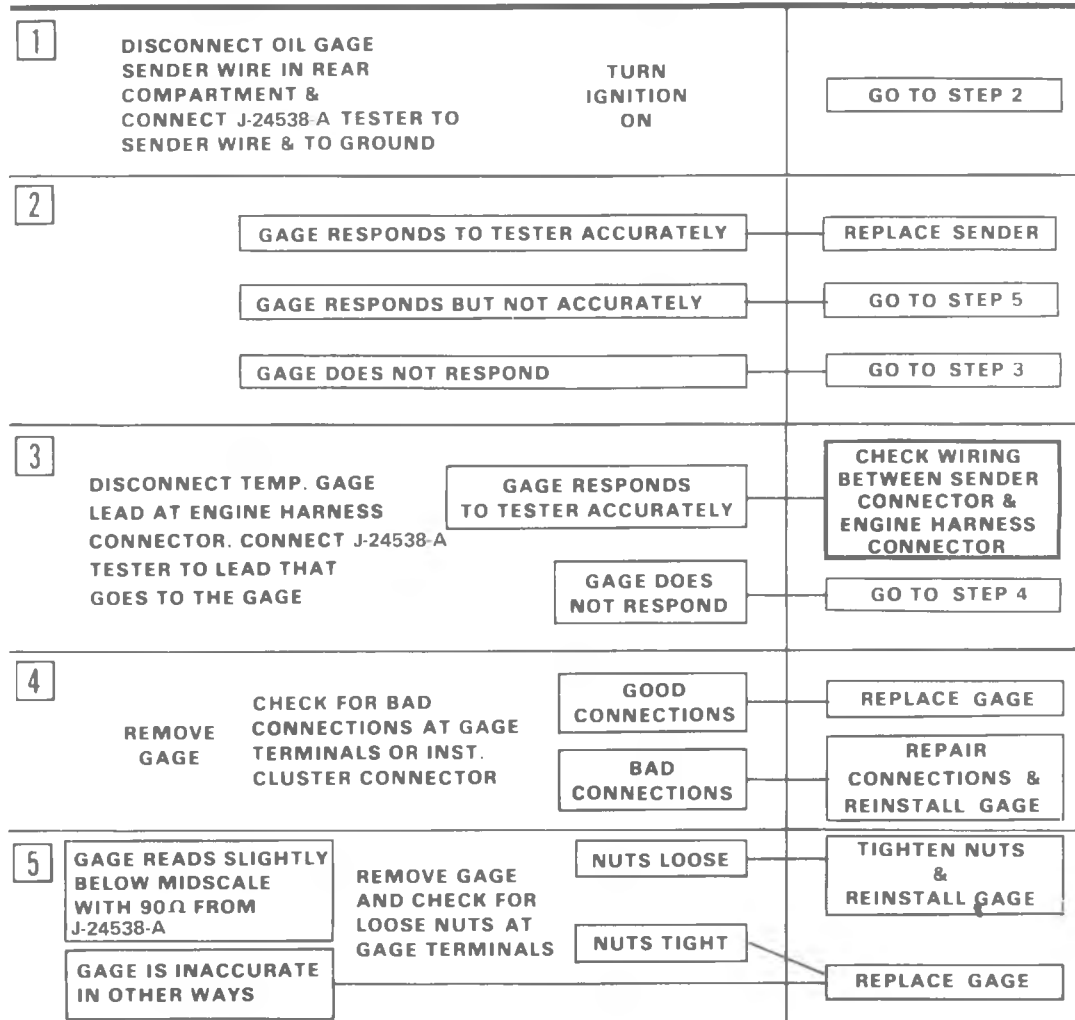 1
DISCONNECT OIL GAGE
SENDER WIRE IN REAR
COMPARTMENT &
CONNECT J-24538-A TESTER TO
SENDER WIRE & TO GROUND
TURN
IGNITION
ON
GO TO STEP 2
2
GAGE RESPONDS TO TESTER ACCURATELY
REPLACE SENDER
GAGE RESPONDS BUT NOT ACCURATELY
GO TO STEP 5
GAGE DOES NOT RESPOND
GO TO STEP 3
3
DISCONNECT TEMP. GAGE
LEAD AT ENGINE HARNESS
CONNECTOR. CONNECT J-24538-A
TESTER TO LEAD THAT
GOES TO THE GAGE
GAGE RESPONDS
TO TESTER ACCURATELY
CHECK WIRING
BETWEEN SENDER
CONNECTOR &
ENGINE HARNESS
CONNECTOR
GAGE DOES
NOT RESPOND
GO TO STEP 4
4
REMOVE
GAGE
CHECK FOR BAD
CONNECTIONS AT GAGE
TERMINALS OR INST.
CLUSTER CONNECTOR
GOOD
CONNECTIONS
REPLACE GAGE
BAD
CONNECTIONS
REPAIR
CONNECTIONS &
REINSTALL GAGE
5
GAGE READS SLIGHTLY
BELOW MIDSCALE
WITH 90Ω FROM
J-24538-A
REMOVE GAGE
AND CHECK FOR
LOOSE NUTS AT
GAGE TERMINALS
NUTS LOOSE
TIGHTEN NUTS
&
REINSTALL GAGE
NUTS TIGHT
GAGE IS INACCURATE
IN OTHER WAYS
REPLACE GAGE